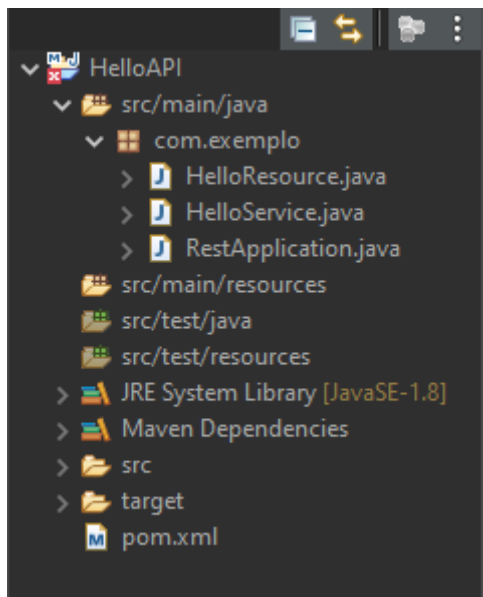 HelloAPI
src/main/java
com.exemplo
HelloResource.java
HelloService.java
RestApplication.java
src/main/resources
src/test/java
src/test/resources
JRE System Library [JavaSE-1.8]
Maven Dependencies
src
target
pom.xml